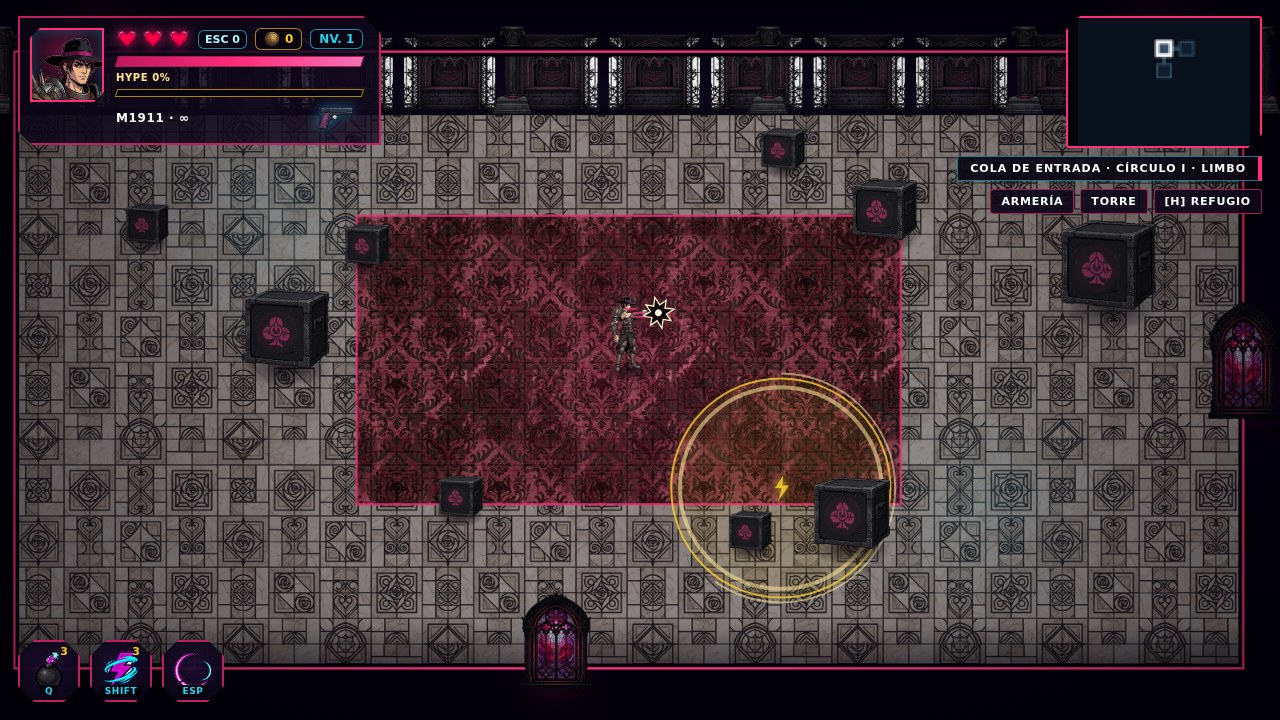 ESC 0
0
NV. 1
HYPE 0%
M1911 · ∞
COLA DE ENTRADA · CÍRCULO I · LIMBO
ARMERÍA
TORRE
[H] REFUGIO
3
Q
3
SHIFT
ESP